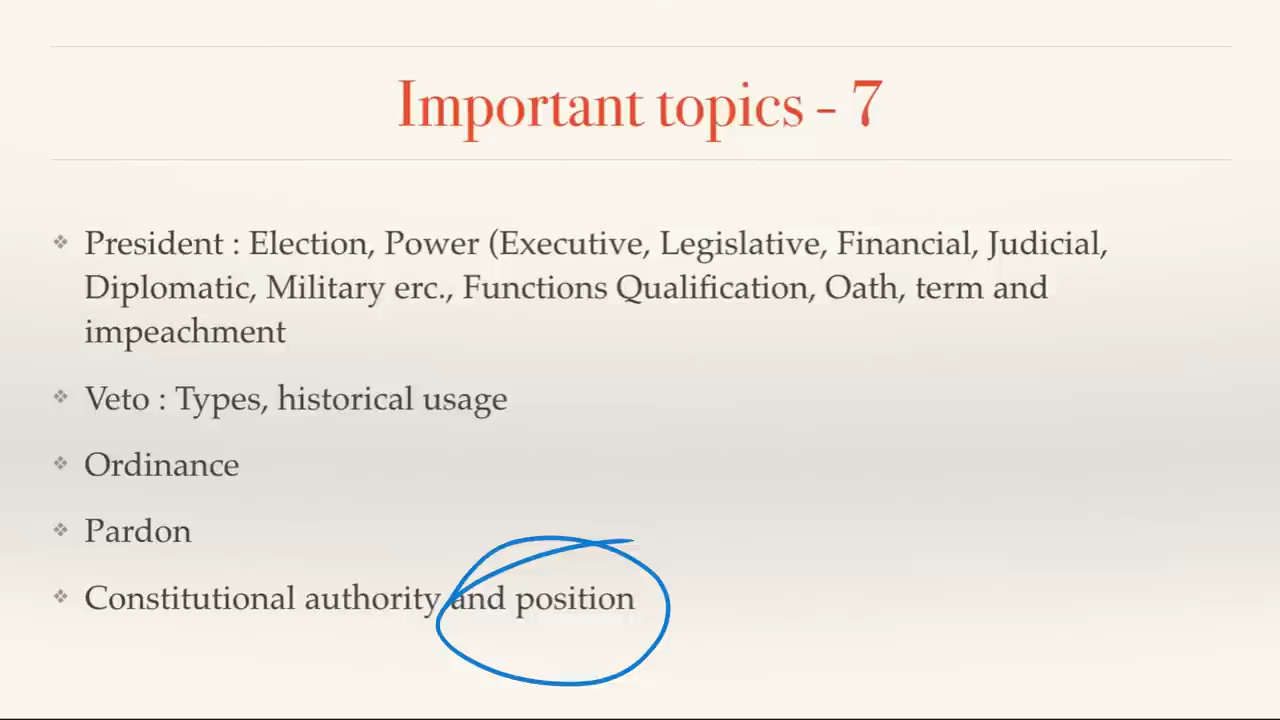 Important topics - 7
❖ President : Election, Power (Executive, Legislative, Financial, Judicial,
Diplomatic, Military erc., Functions Qualification, Oath, term and
impeachment
❖ Veto : Types, historical usage
❖ Ordinance
❖ Pardon
❖ Constitutional authority and position